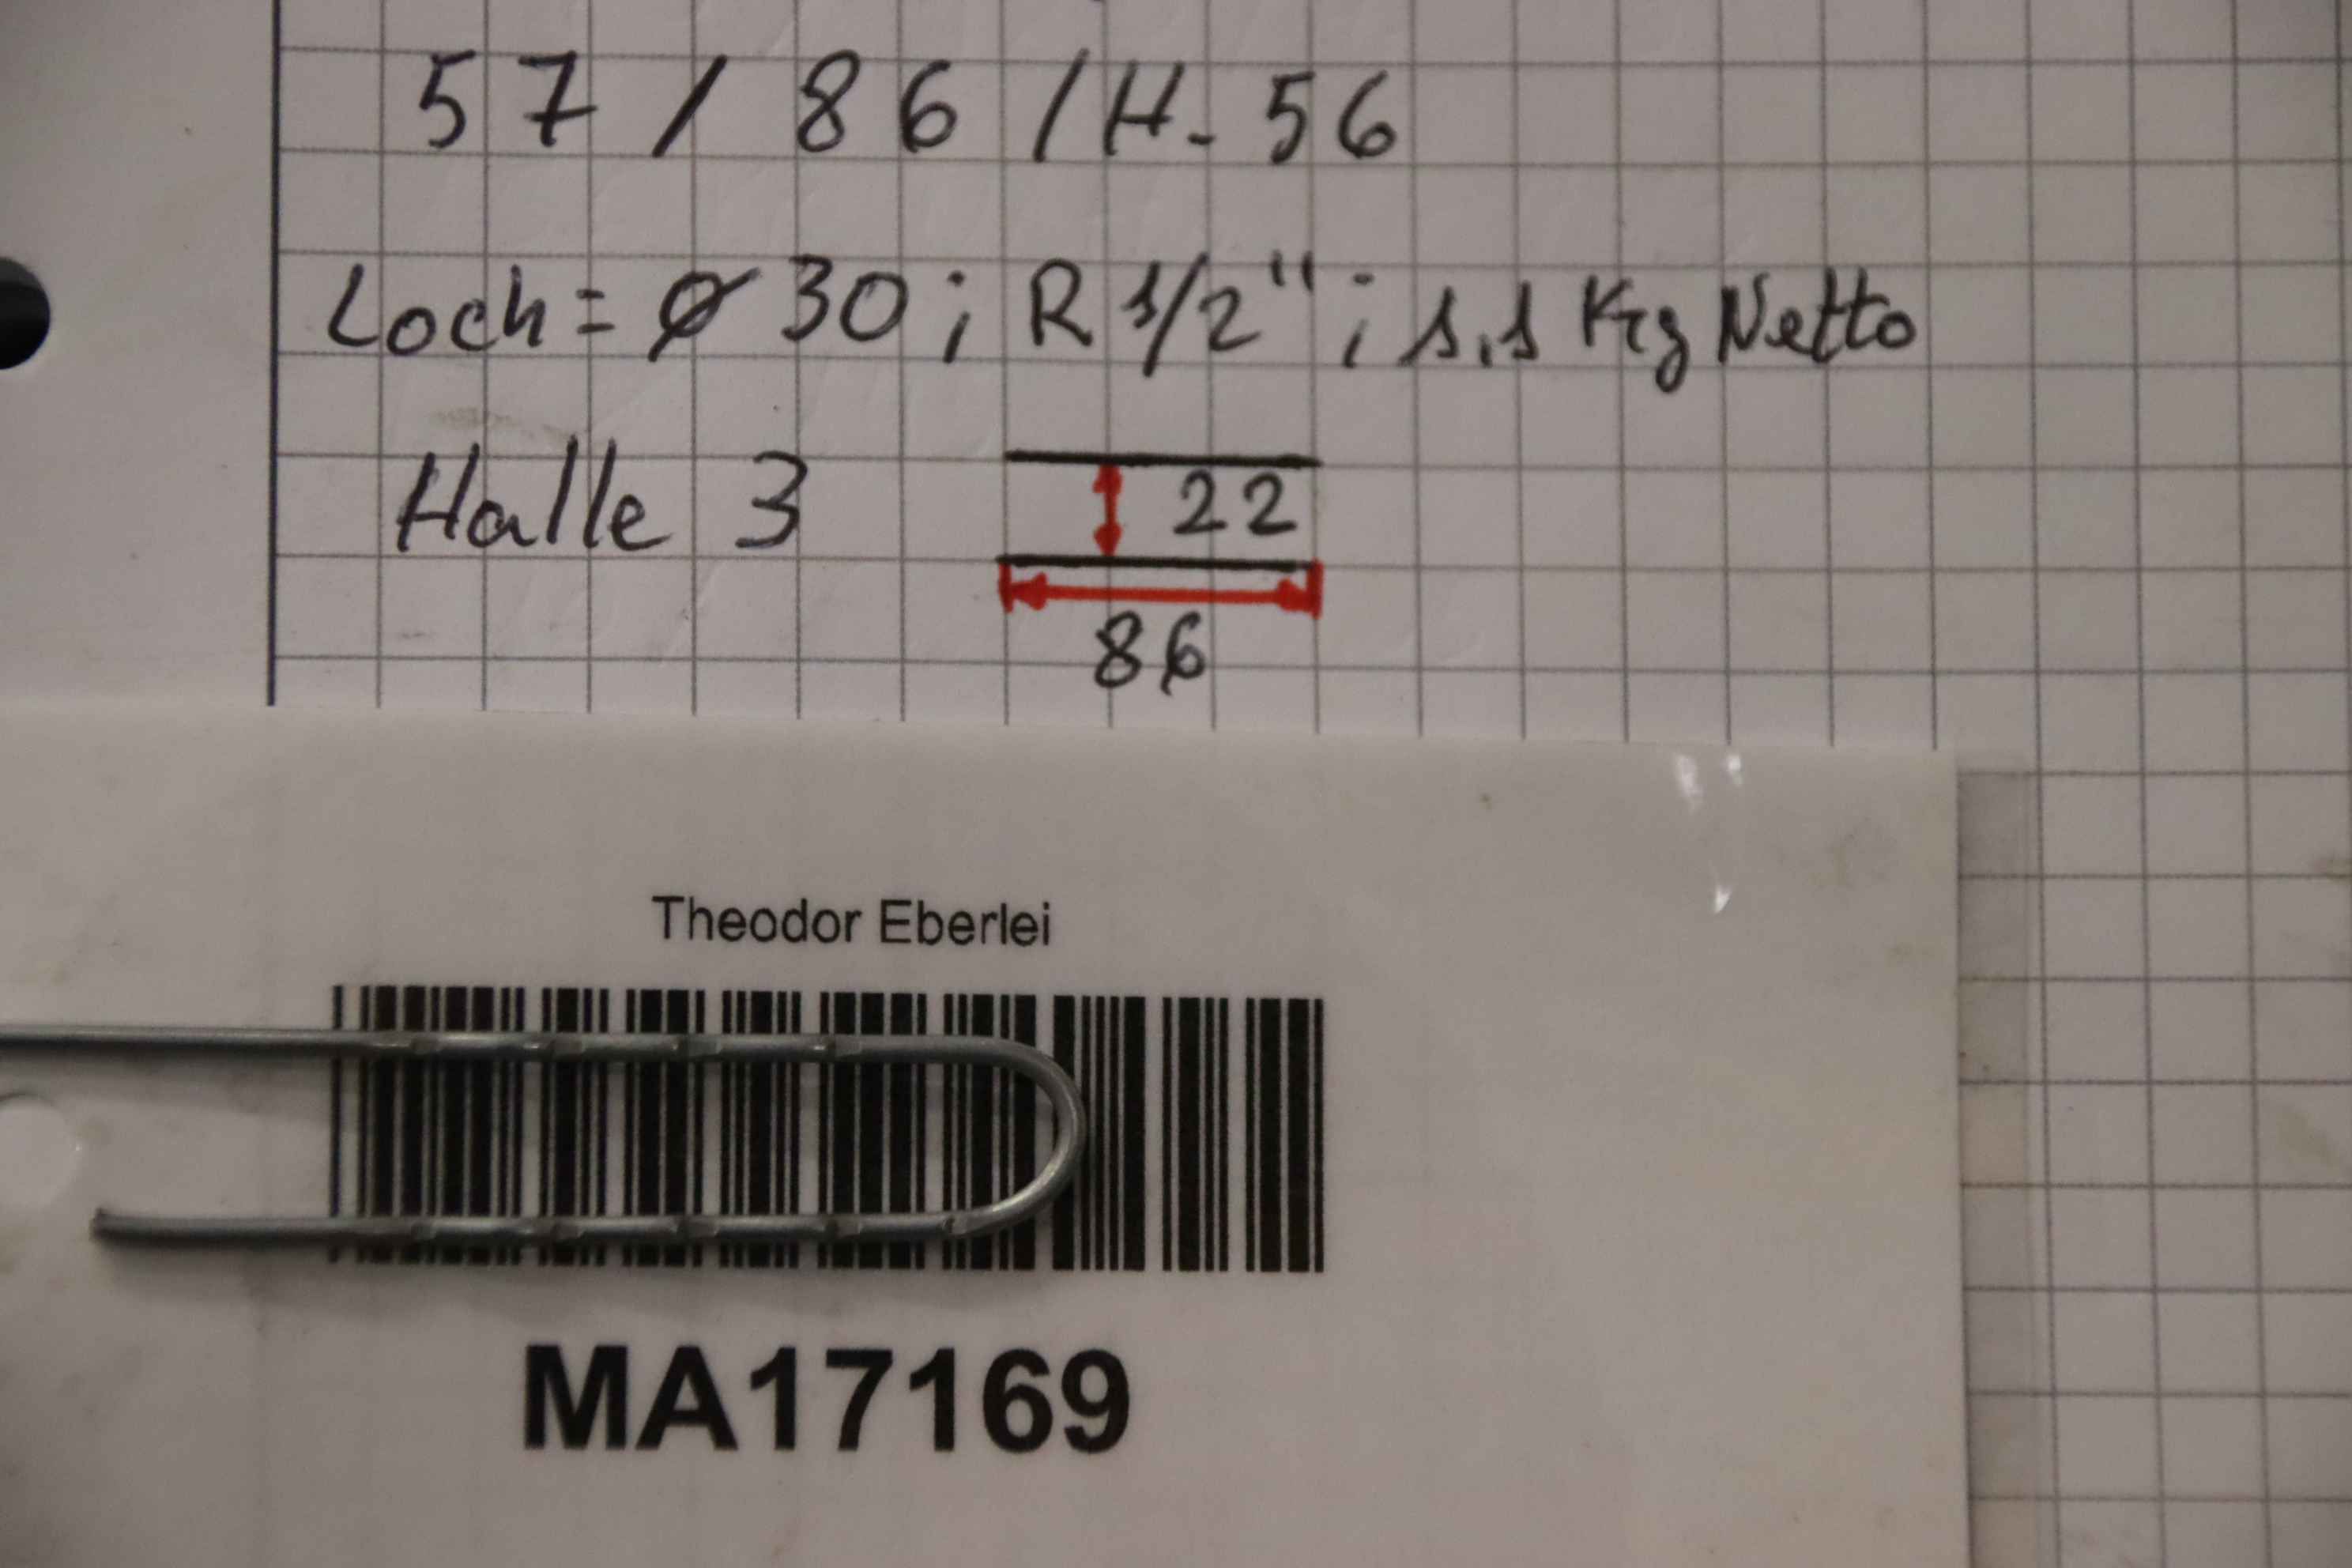 57 / 86 / H-56
Loch = Ø 30 ; R 1/2" ; 1.1 Kg Netto
Halle 3
22
86
Theodor Eberlei
MA17169